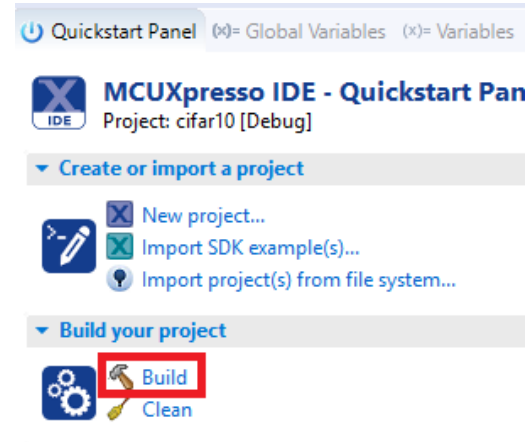 Quickstart Panel (x)= Global Variables (x)= Variables
MCUXpresso IDE - Quickstart Pan
IDE
Project: cifar10 [Debug]
Create or import a project
New project...
Import SDK example(s)...
Import project(s) from file system...
Build your project
Build
Clean